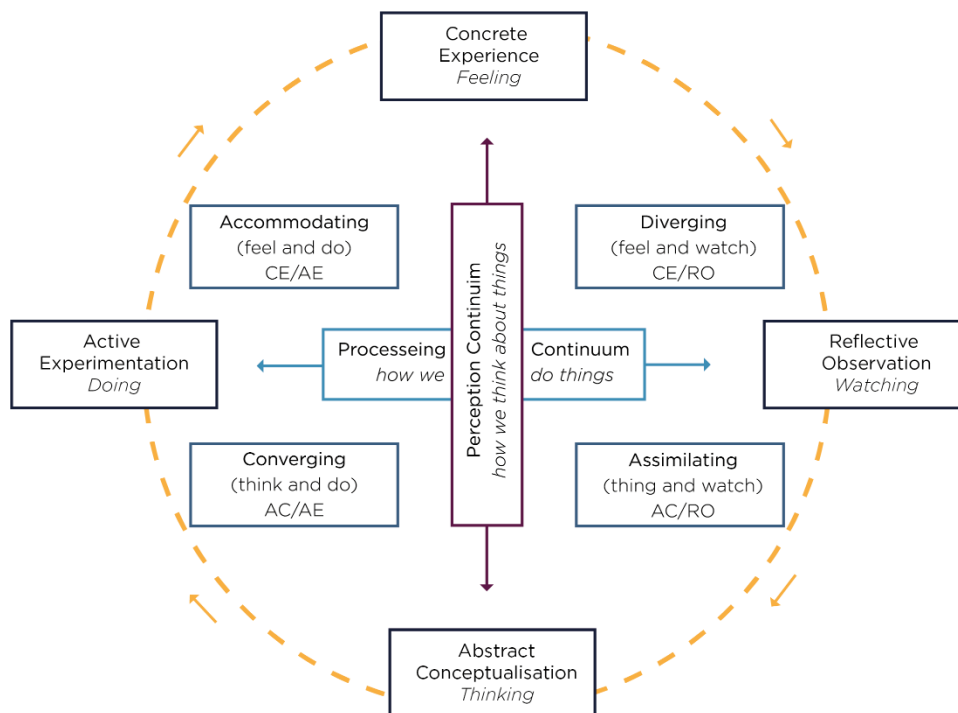 Concrete
Experience
Feeling
Accommodating
(feel and do)
CE/AE
Diverging
(feel and watch)
CE/RO
Active
Experimentation
Doing
Processeing
how we
Perception Continuim
how we think about things
Continuum
do things
Reflective
Observation
Watching
Converging
(think and do)
AC/AE
Assimilating
(thing and watch)
AC/RO
Abstract
Conceptualisation
Thinking